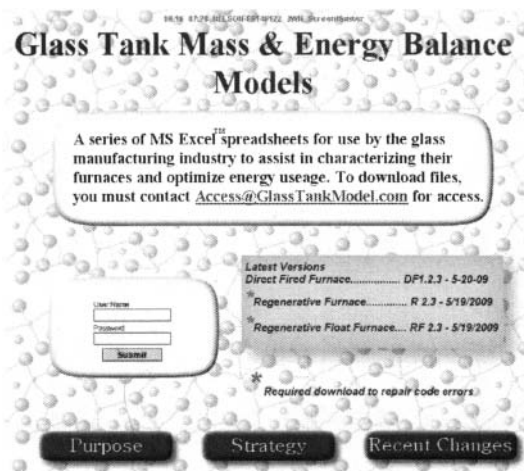 Glass Tank Mass & Energy Balance
Models
A series of MS Excel™ spreadsheets for use by the glass
manufacturing industry to assist in characterizing their
furnaces and optimize energy useage. To download files,
you must contact Access@GlassTankModel.com for access.
Latest Versions
Direct Fired Furnace................ DF1.2.3 - 5-20-09
*Regenerative Furnace............. R 2.3 - 5/19/2009
*Regenerative Float Furnace.... RF 2.3 - 5/19/2009
User Name
Password
Submit
* Required download to repair code errors
Purpose
Strategy
Recent Changes